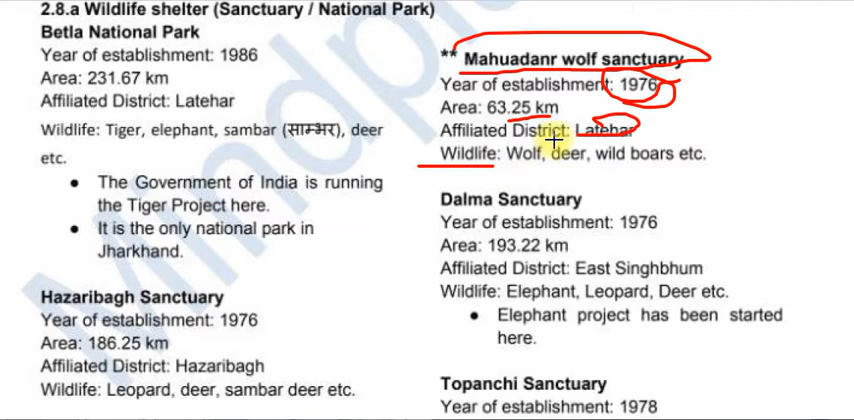 2.8.a Wildlife shelter (Sanctuary / National Park)
Betla National Park
Year of establishment: 1986
Area: 231.67 km
Affiliated District: Latehar
Wildlife: Tiger, elephant, sambar (साम्भर), deer
etc.
• The Government of India is running
the Tiger Project here.
• It is the only national park in
Jharkhand.
Hazaribagh Sanctuary
Year of establishment: 1976
Area: 186.25 km
Affiliated District: Hazaribagh
Wildlife: Leopard, deer, sambar deer etc.
** Mahuadanr wolf sanctuary
Year of establishment: 1976
Area: 63.25 km
Affiliated District: Latehar
Wildlife: Wolf, deer, wild boars etc.
Dalma Sanctuary
Year of establishment: 1976
Area: 193.22 km
Affiliated District: East Singhbhum
Wildlife: Elephant, Leopard, Deer etc.
• Elephant project has been started
here.
Topanchi Sanctuary
Year of establishment: 1978